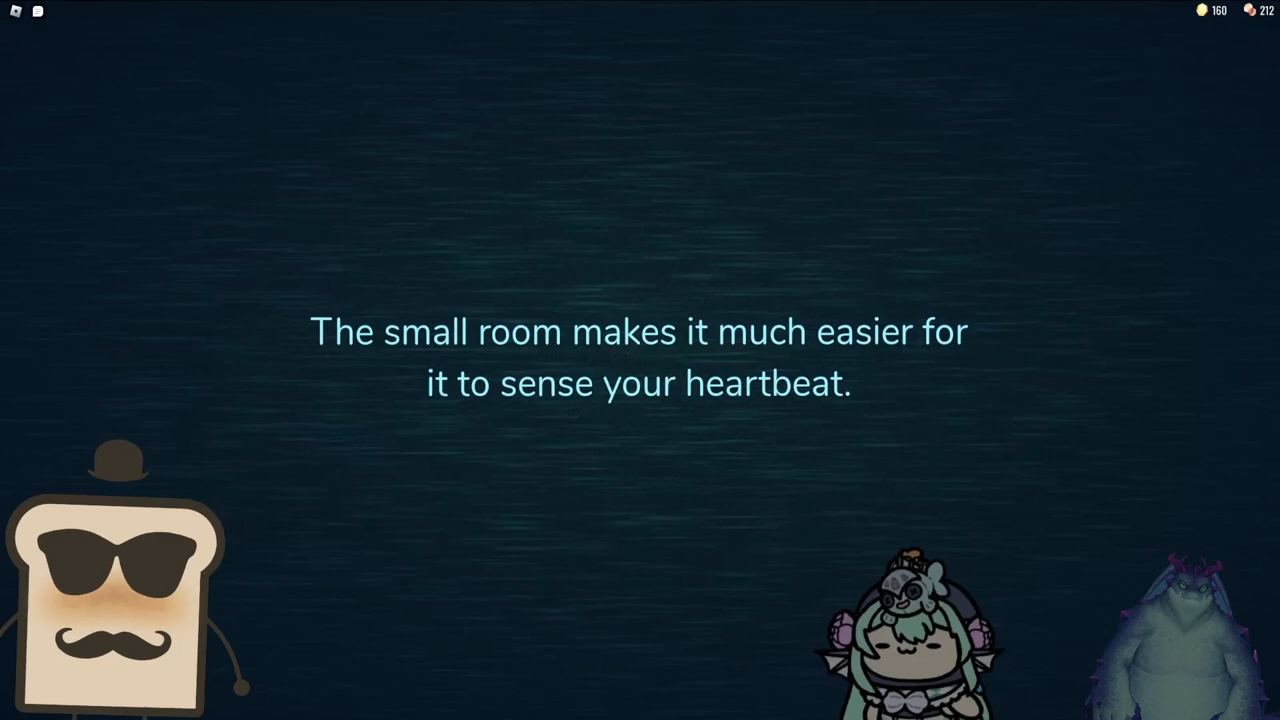 160 212
The small room makes it much easier for
it to sense your heartbeat.